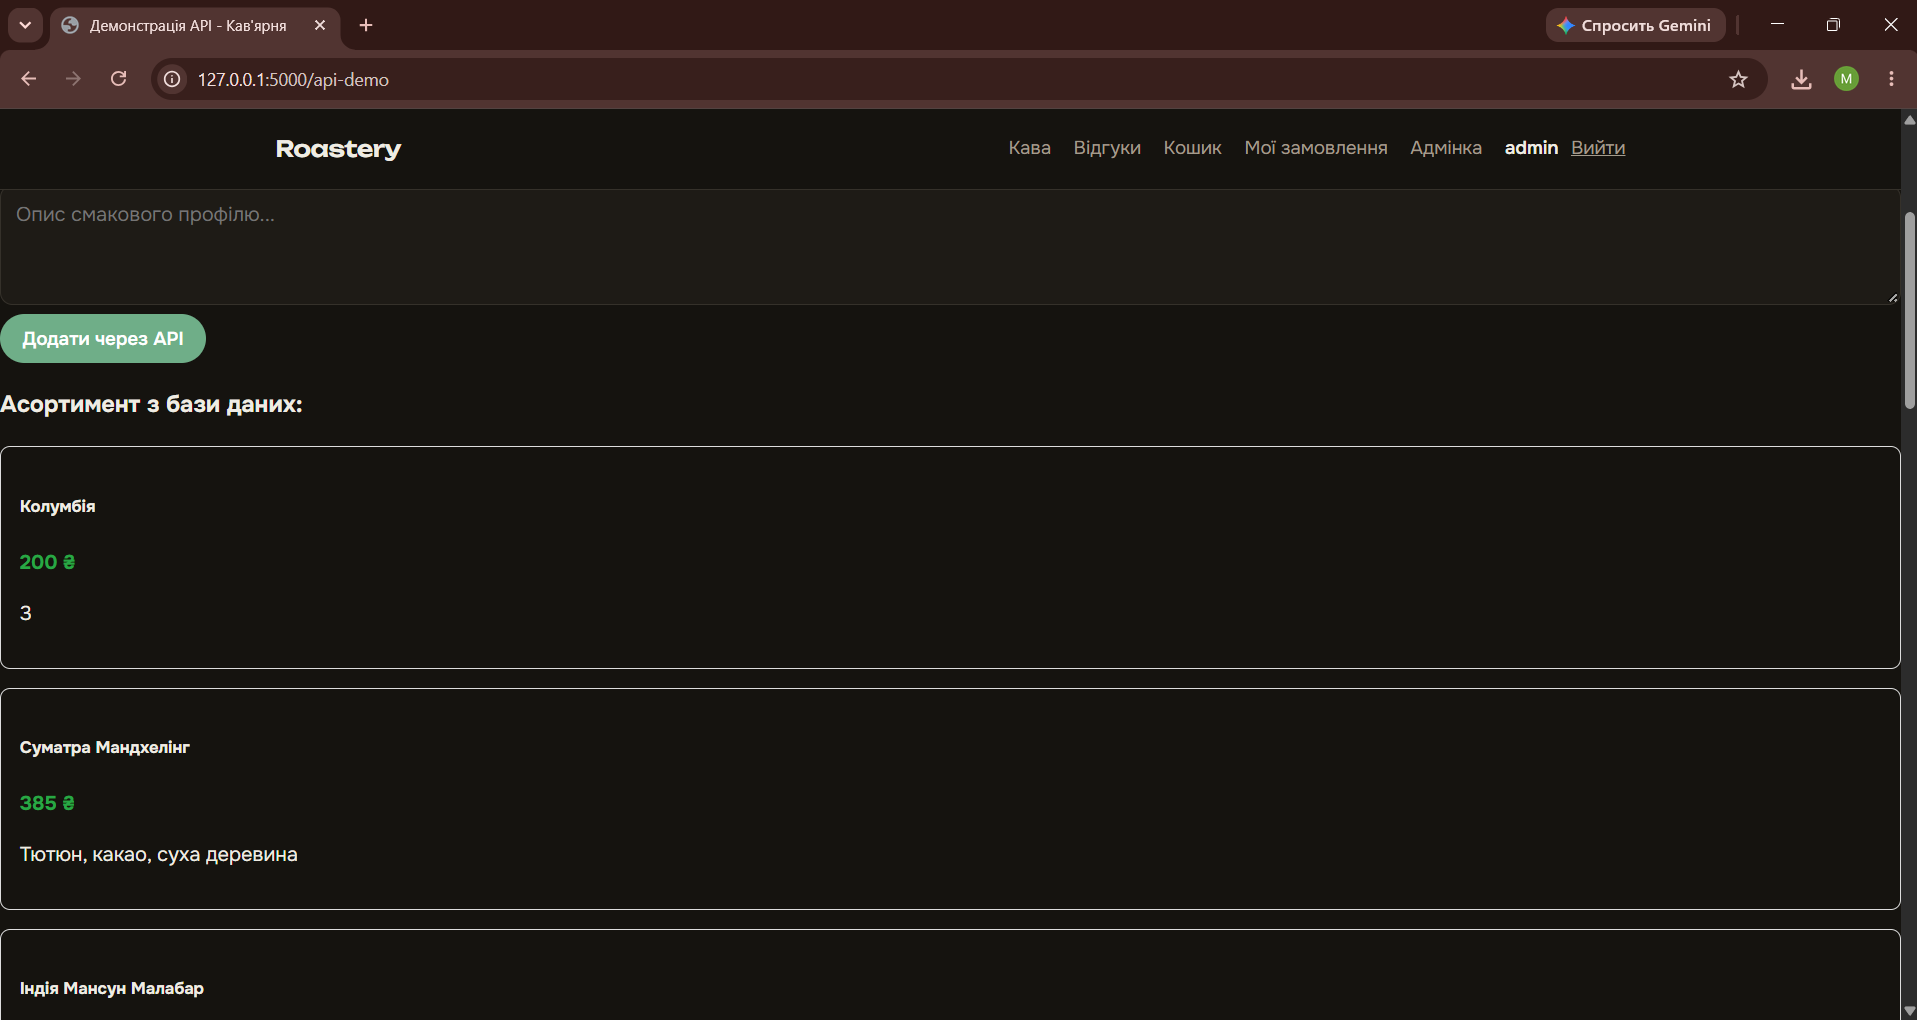 Демонстрація API - Кав'ярня
Спросить Gemini
127.0.0.1:5000/api-demo
M
Roastery
Кава Відгуки Кошик Мої замовлення Адмінка admin Вийти
Опис смакового профілю...
Додати через API
Асортимент з бази даних:
Колумбія
200 ₴
3
Суматра Мандхелінг
385 ₴
Тютюн, какао, суха деревина
Індія Мансун Малабар